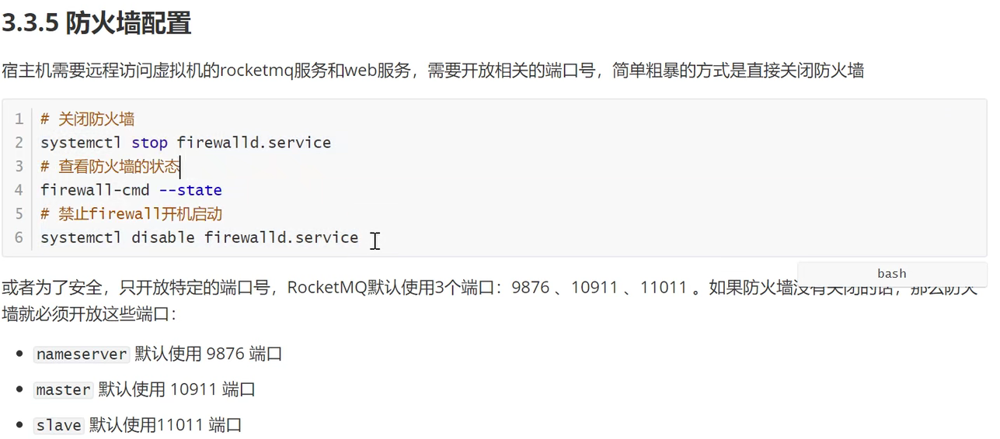 3.3.5 防火墙配置
宿主机需要远程访问虚拟机的rocketmq服务和web服务，需要开放相关的端口号，简单粗暴的方式是直接关闭防火墙
1 # 关闭防火墙
2 systemctl stop firewalld.service
3 # 查看防火墙的状态
4 firewall-cmd --state
5 # 禁止firewall开机启动
6 systemctl disable firewalld.service
bash
或者为了安全，只开放特定的端口号，RocketMQ默认使用3个端口：9876 、10911 、11011 。如果防火墙没有关闭的话，那么防火
墙就必须开放这些端口：
nameserver 默认使用 9876 端口
master 默认使用 10911 端口
slave 默认使用11011 端口